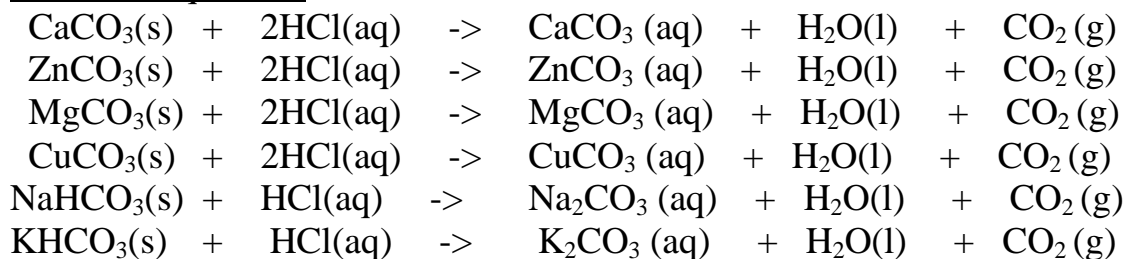 CaCO₃(s) + 2HCl(aq) -> CaCO₃ (aq) + H₂O(l) + CO₂ (g)
ZnCO₃(s) + 2HCl(aq) -> ZnCO₃ (aq) + H₂O(l) + CO₂ (g)
MgCO₃(s) + 2HCl(aq) -> MgCO₃ (aq) + H₂O(l) + CO₂ (g)
CuCO₃(s) + 2HCl(aq) -> CuCO₃ (aq) + H₂O(l) + CO₂ (g)
NaHCO₃(s) + HCl(aq) -> Na₂CO₃ (aq) + H₂O(l) + CO₂ (g)
KHCO₃(s) + HCl(aq) -> K₂CO₃ (aq) + H₂O(l) + CO₂ (g)